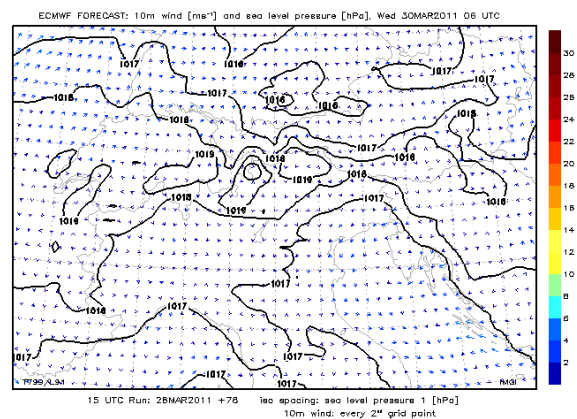 ECMWF FORECAST: 10m wind [ms⁻¹] and sea level pressure [hPa], Wed 30MAR2011 06 UTC
1017 1016 1017
1018 1017 1016 1016 1018
1018 1017
1019 1018 1018
1019 1018 1019 1018
1019 1017
1017
1018 1017
1017 1017
1017 1017
T799 L91
30
28
26
24
22
20
18
16
14
12
10
8
6
4
2
15 UTC Run: 28MAR2011 +
iso spacing: sea level pressure 1 [hPa]
10m wind: every 2ⁿᵈ grid point